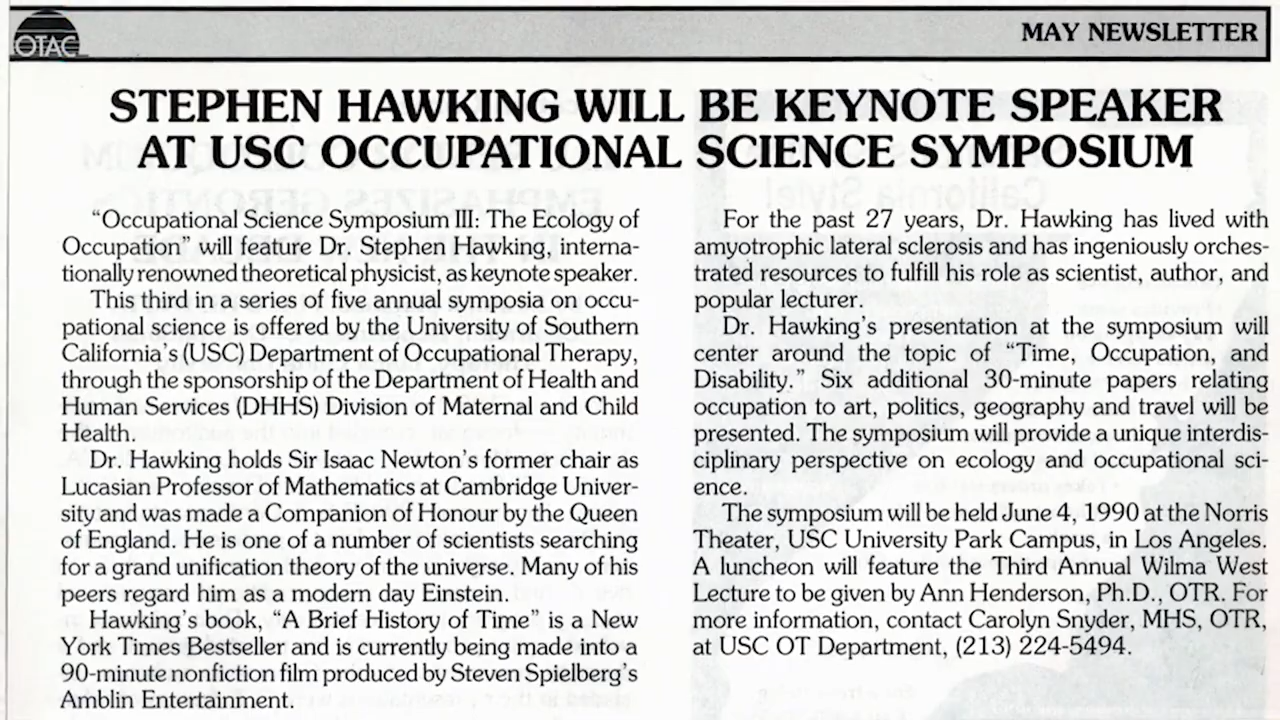 OTAC
MAY NEWSLETTER
STEPHEN HAWKING WILL BE KEYNOTE SPEAKER
AT USC OCCUPATIONAL SCIENCE SYMPOSIUM
“Occupational Science Symposium III: The Ecology of
Occupation” will feature Dr. Stephen Hawking, interna-
tionally renowned theoretical physicist, as keynote speaker.
This third in a series of five annual symposia on occu-
pational science is offered by the University of Southern
California’s (USC) Department of Occupational Therapy,
through the sponsorship of the Department of Health and
Human Services (DHHS) Division of Maternal and Child
Health.
Dr. Hawking holds Sir Isaac Newton’s former chair as
Lucasian Professor of Mathematics at Cambridge Univer-
sity and was made a Companion of Honour by the Queen
of England. He is one of a number of scientists searching
for a grand unification theory of the universe. Many of his
peers regard him as a modern day Einstein.
Hawking’s book, “A Brief History of Time” is a New
York Times Bestseller and is currently being made into a
90-minute nonfiction film produced by Steven Spielberg’s
Amblin Entertainment.
For the past 27 years, Dr. Hawking has lived with
amyotrophic lateral sclerosis and has ingeniously orches-
trated resources to fulfill his role as scientist, author, and
popular lecturer.
Dr. Hawking’s presentation at the symposium will
center around the topic of “Time, Occupation, and
Disability.” Six additional 30-minute papers relating
occupation to art, politics, geography and travel will be
presented. The symposium will provide a unique interdis-
ciplinary perspective on ecology and occupational sci-
ence.
The symposium will be held June 4, 1990 at the Norris
Theater, USC University Park Campus, in Los Angeles.
A luncheon will feature the Third Annual Wilma West
Lecture to be given by Ann Henderson, Ph.D., OTR. For
more information, contact Carolyn Snyder, MHS, OTR,
at USC OT Department, (213) 224-5494.